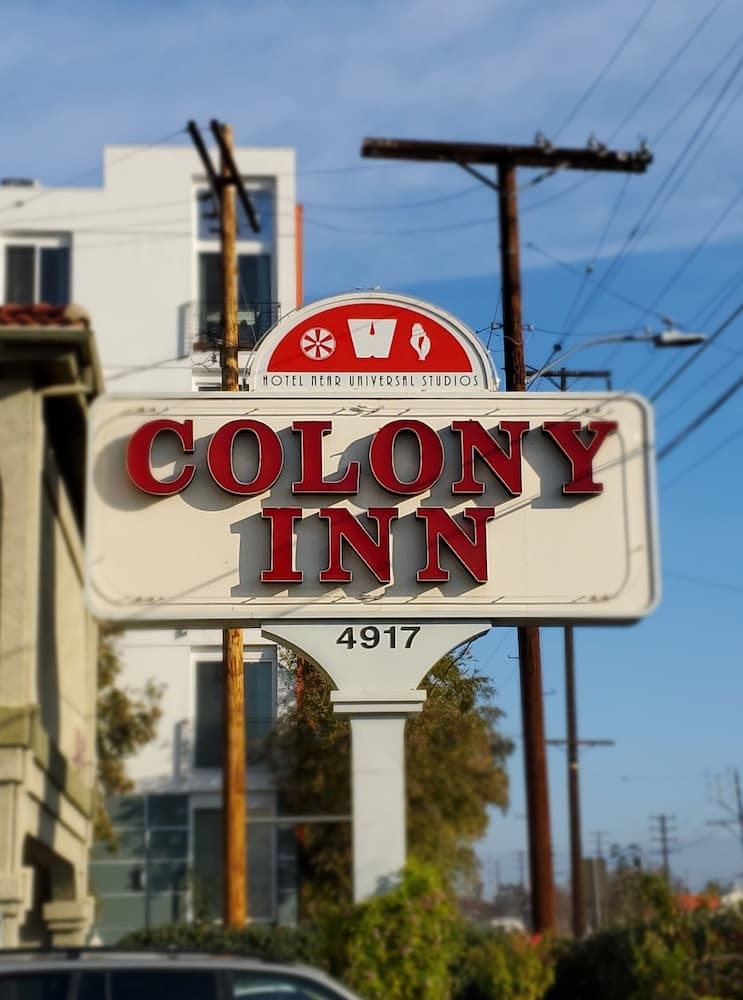 HOTEL NEAR UNIVERSAL STUDIOS
COLONY
INN
4917